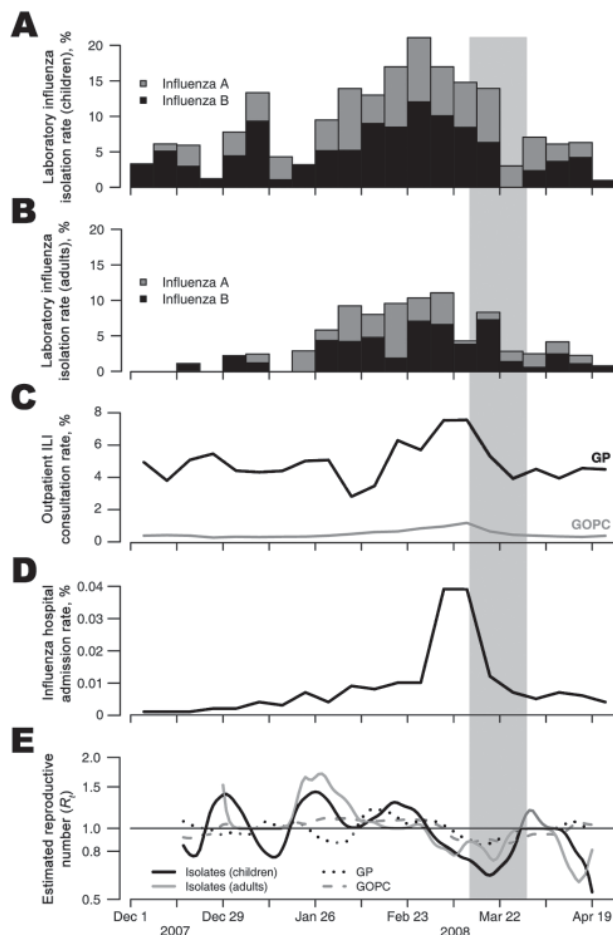 A
Laboratory influenza
isolation rate (children), %
20
15
10
5
0
Influenza A
Influenza B
B
Laboratory influenza
isolation rate (adults), %
20
15
10
5
0
Influenza A
Influenza B
C
Outpatient ILI
consultation rate, %
8
6
4
2
0
GP
GOPC
D
Influenza hospital
admission rate, %
0.04
0.03
0.02
0.01
0
E
Estimated reproductive
number (Rt)
2.0
1.5
1.0
0.8
0.5
Isolates (children)
Isolates (adults)
GP
GOPC
Dec 1 Dec 29 Jan 26 Feb 23 Mar 22 Apr 19
2007 2008